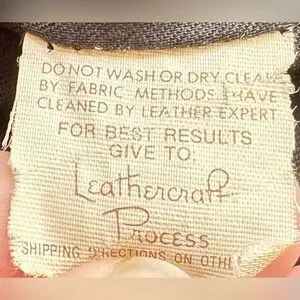 DO NOT WASH OR DRY CLEAN
BY FABRIC METHODS HAVE
CLEANED BY LEATHER EXPERT
FOR BEST RESULTS
GIVE TO:
Leathercraft
Process
SHIPPING DIRECTIONS ON